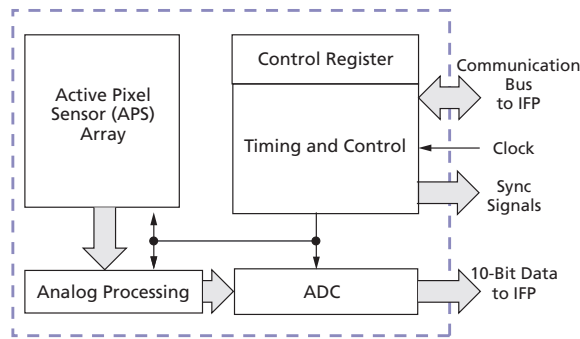 Active Pixel
Sensor (APS)
Array
Control Register
Timing and Control
Communication
Bus
to IFP
Clock
Sync
Signals
Analog Processing
ADC
10-Bit Data
to IFP